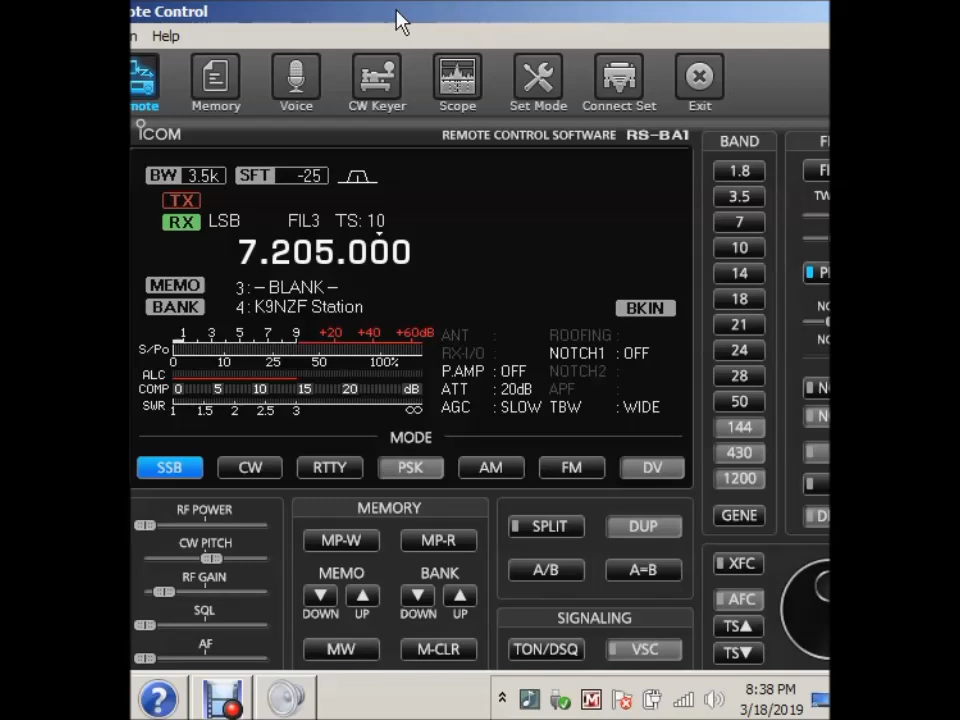 ote Control
n Help
note Memory Voice CW Keyer Scope Set Mode Connect Set Exit
ICOM REMOTE CONTROL SOFTWARE RS-BA1
BW 3.5k SFT -25
TX
RX LSB FIL3 TS: 10
7.205.000
MEMO 3:– BLANK –
BANK 4: K9NZF Station
BKIN
1 3 5 7 9 +20 +40 +60dB
S/Po
0 10 25 50 100%
ALC
COMP 0 5 10 15 20 dB
SWR 1 1.5 2 2.5 3 ∞
ANT : ROOFING :
RX-I/O : NOTCH1 : OFF
P.AMP : OFF NOTCH2 :
ATT : 20dB APF :
AGC : SLOW TBW : WIDE
MODE
SSB CW RTTY PSK AM FM DV
BAND
1.8
3.5
7
10
14
18
21
24
28
50
144
430
1200
GENE
FI
FI
TW
P
NO
NO
N
N
D
RF POWER
CW PITCH
RF GAIN
SQL
AF
MEMORY
MP-W MP-R
MEMO BANK
DOWN UP DOWN UP
MW M-CLR
SPLIT DUP
A/B A=B
SIGNALING
TON/DSQ VSC
XFC
AFC
TS▲
TS▼
8:38 PM
3/18/2019